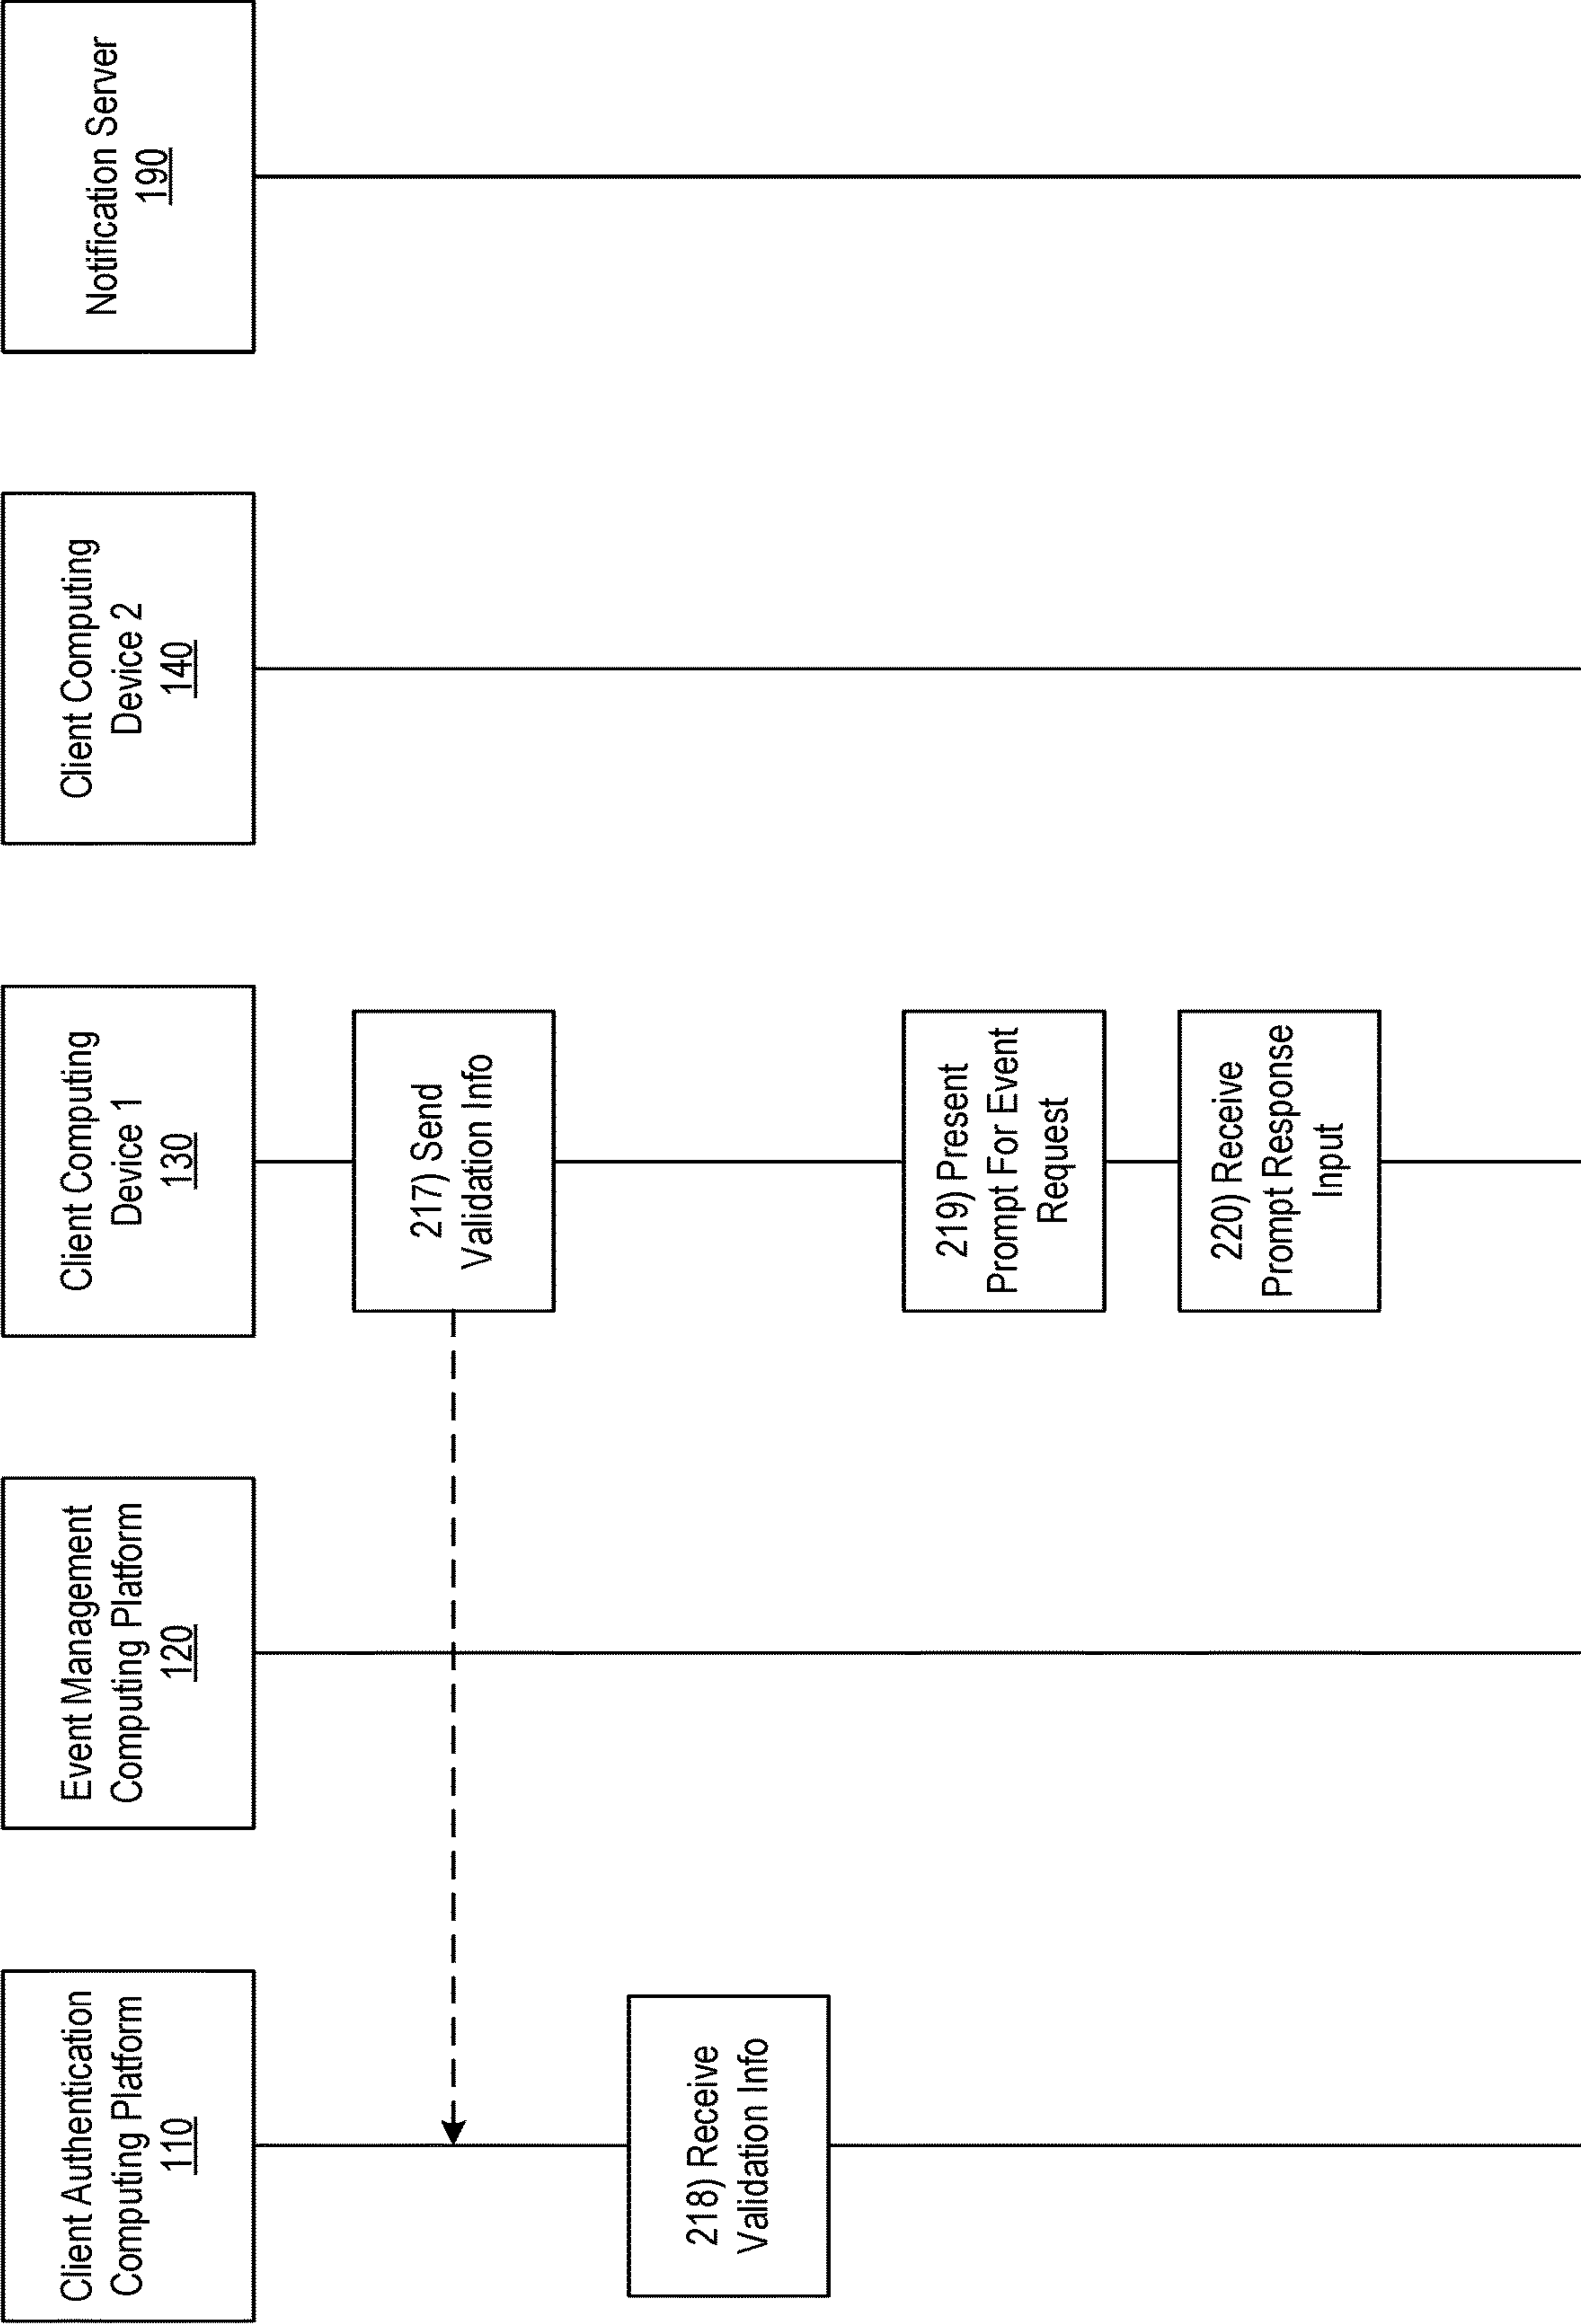 Client Authentication
Computing Platform
110
Event Management
Computing Platform
120
Client Computing
Device 1
130
Client Computing
Device 2
140
Notification Server
190
217) Send
Validation Info
218) Receive
Validation Info
219) Present
Prompt For Event
Request
220) Receive
Prompt Response
Input